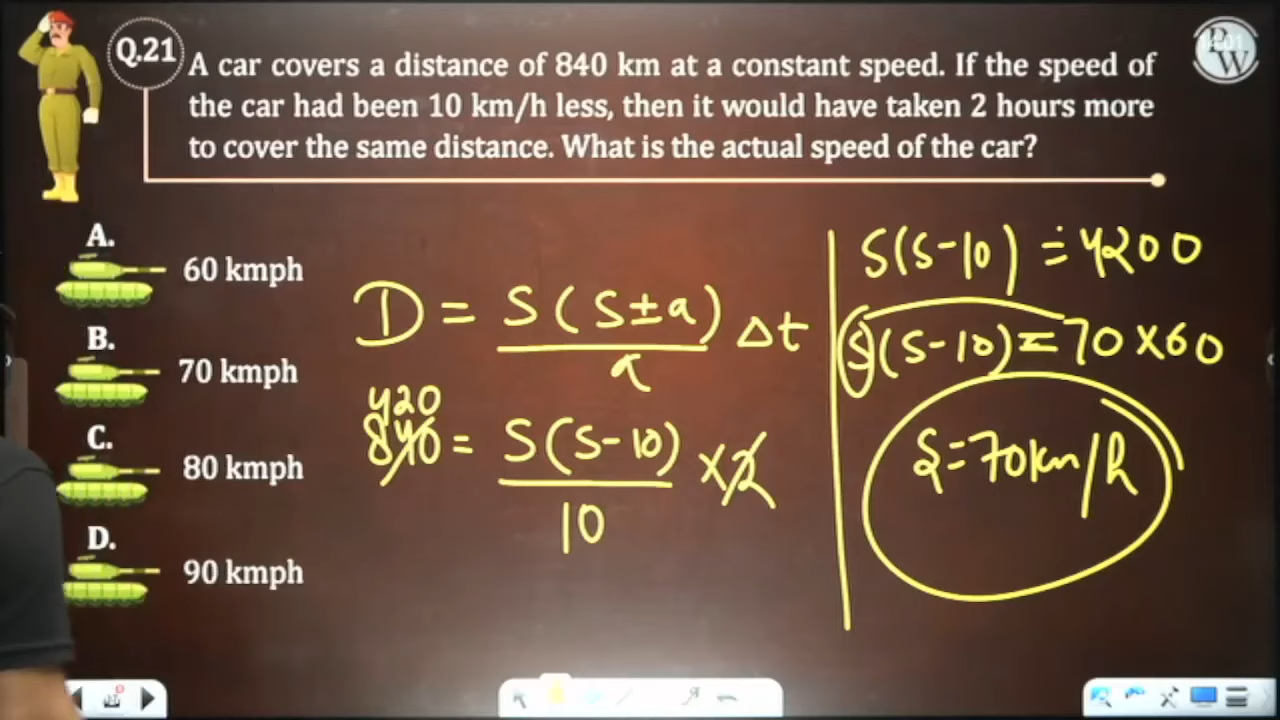 Q.21
A car covers a distance of 840 km at a constant speed. If the speed of
the car had been 10 km/h less, then it would have taken 2 hours more
to cover the same distance. What is the actual speed of the car?
PW
A.
60 kmph
B.
70 kmph
C.
80 kmph
D.
90 kmph
D = S(S±a)/a Δt
420
840 = S(S-10)/10 ×2
S(S-10) = 4200
S(S-10) = 70×60
S=70km/h